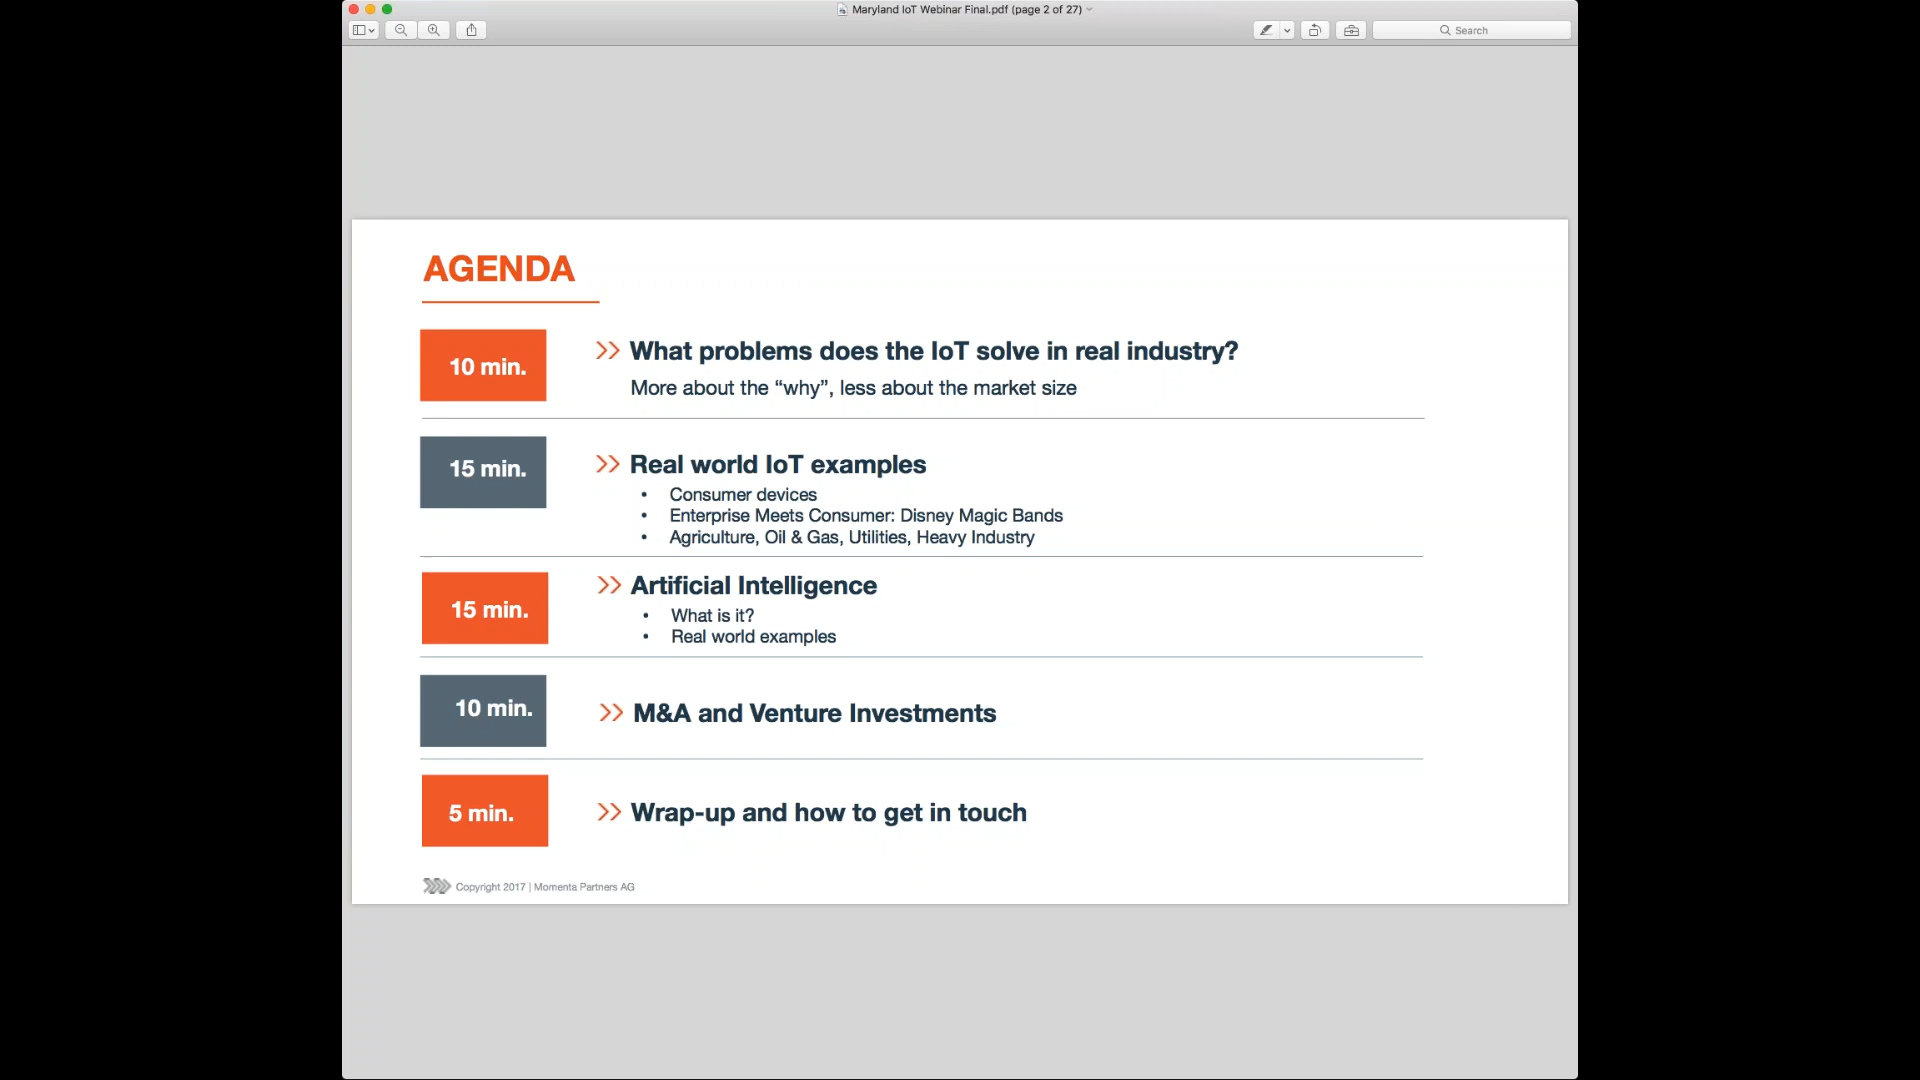 Maryland IoT Webinar Final.pdf (page 2 of 27)
Search
AGENDA
10 min.
What problems does the IoT solve in real industry?
More about the “why”, less about the market size
15 min.
Real world IoT examples
• Consumer devices
• Enterprise Meets Consumer: Disney Magic Bands
• Agriculture, Oil & Gas, Utilities, Heavy Industry
15 min.
Artificial Intelligence
• What is it?
• Real world examples
10 min.
M&A and Venture Investments
5 min.
Wrap-up and how to get in touch
Copyright 2017 | Momenta Partners AG